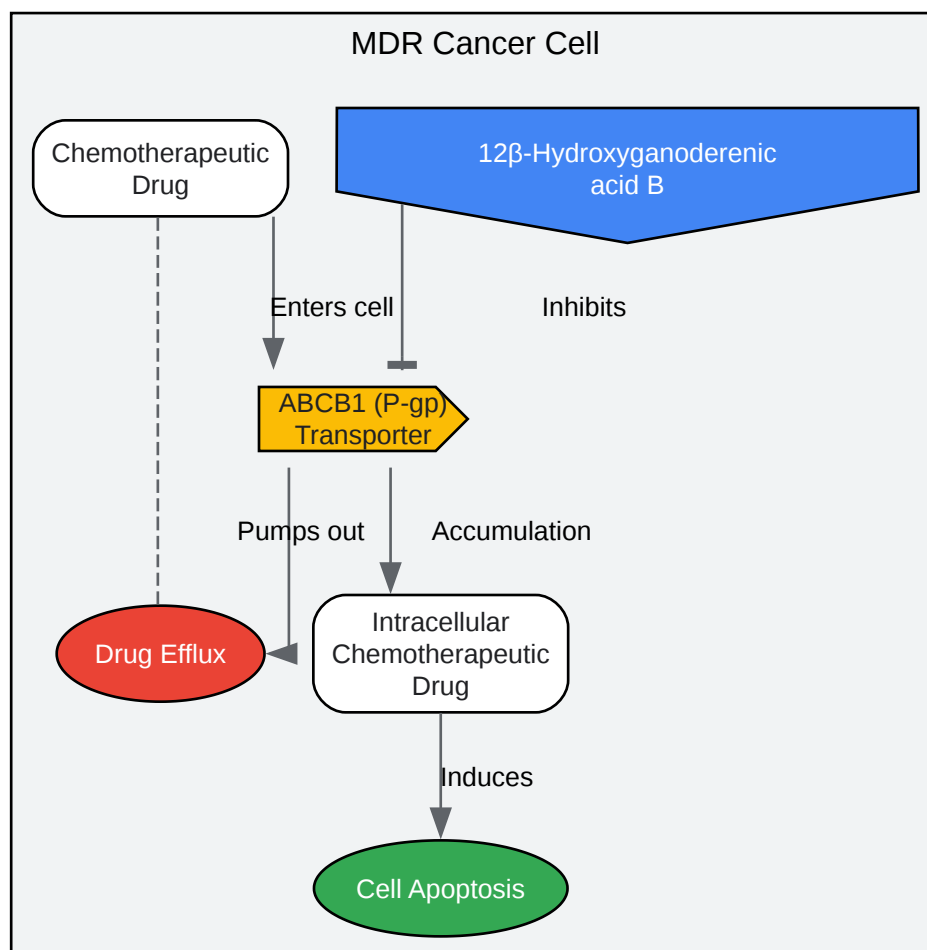 MDR Cancer Cell
Chemotherapeutic
Drug
12β-Hydroxyganoderenic
acid B
Enters cell
Inhibits
ABCB1 (P-gp)
Transporter
Pumps out
Accumulation
Intracellular
Chemotherapeutic
Drug
Drug Efflux
Induces
Cell Apoptosis